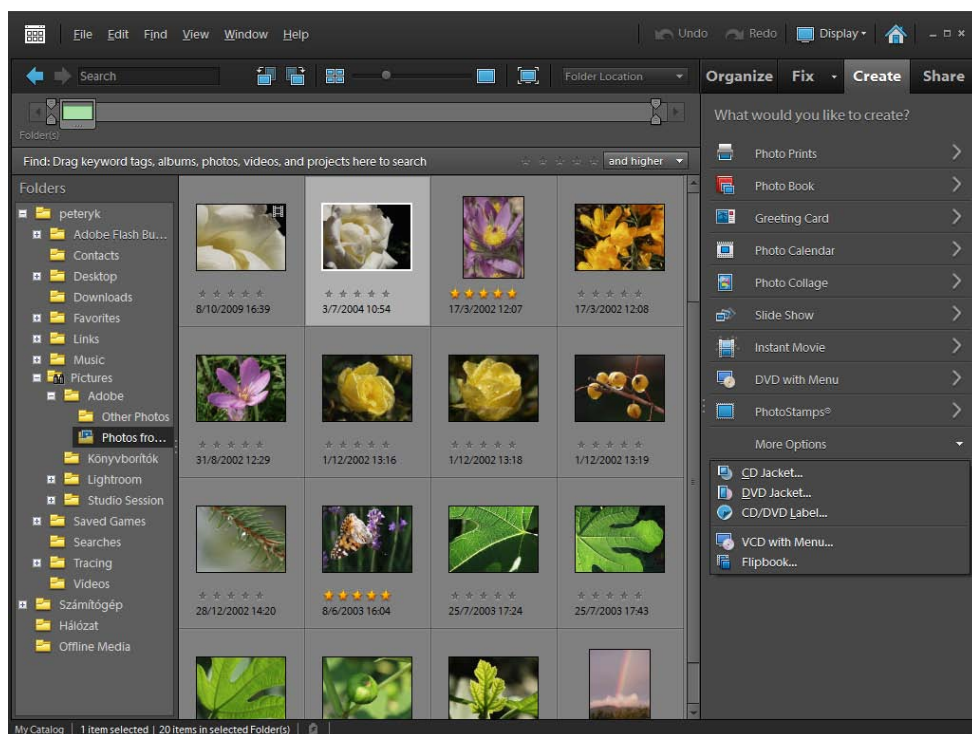 File Edit Find View Window Help Undo Redo Display
Search Folder Location Organize Fix Create Share
Folder(s)
What would you like to create?
Find: Drag keyword tags, albums, photos, videos, and projects here to search and higher
Folders
peteryk
Adobe Flash Bu...
Contacts
Desktop
Downloads
Favorites
Links
Music
Pictures
Adobe
Other Photos
Photos fro...
Könyvborítók
Lightroom
Studio Session
Saved Games
Searches
Tracing
Videos
Számítógép
Hálózat
Offline Media
8/10/2009 16:39 3/7/2004 10:54 17/3/2002 12:07 17/3/2002 12:08
31/8/2002 12:29 1/12/2002 13:16 1/12/2002 13:18 1/12/2002 13:19
28/12/2002 14:20 8/6/2003 16:04 25/7/2003 17:24 25/7/2003 17:43
Photo Prints
Photo Book
Greeting Card
Photo Calendar
Photo Collage
Slide Show
Instant Movie
DVD with Menu
PhotoStamps®
More Options
CD Jacket...
DVD Jacket...
CD/DVD Label...
VCD with Menu...
Flipbook...
My Catalog 1 item selected | 20 items in selected Folder(s)